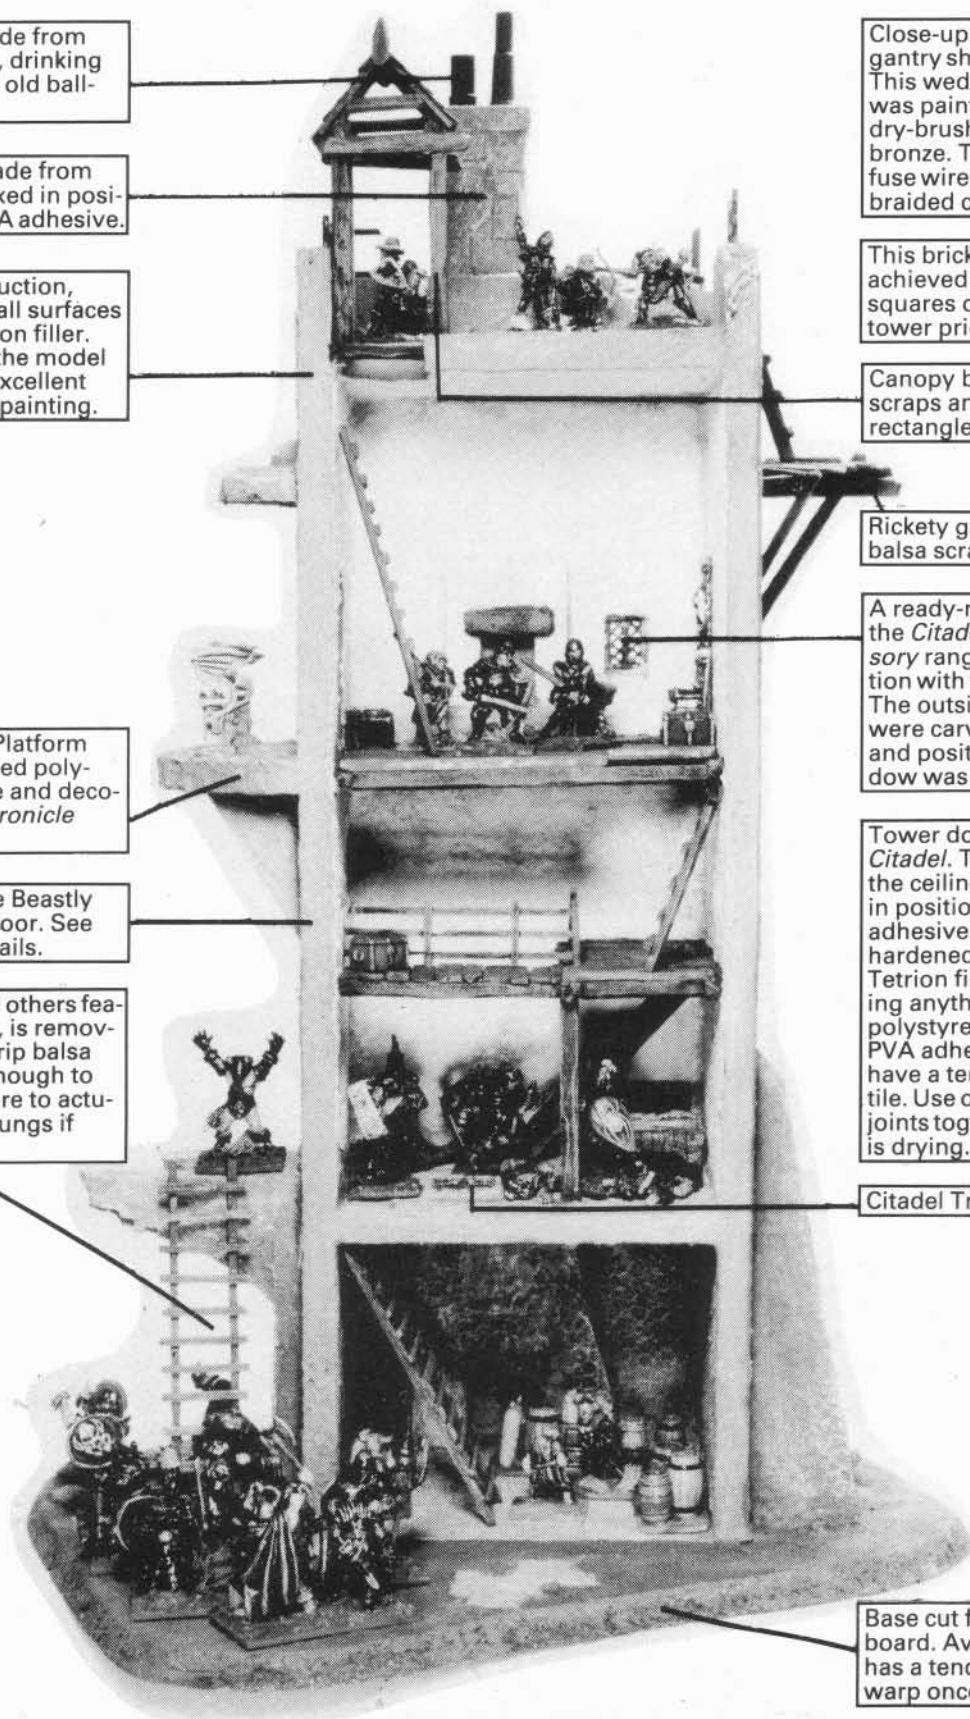 de from
, drinking
old ball-
ade from
xed in posi-
A adhesive.
uction,
all surfaces
on filler.
the model
excellent
painting.
Platform
ed poly-
e and deco-
ronicle
e Beastly
oor. See
ails.
others fea-
, is remov-
rip balsa
nough to
re to actu-
ungs if
Close-up
gantry sh
This wed
was paint
dry-brush
bronze. T
fuse wire
braided c
This brick
achieved
squares c
tower pri
Canopy b
scraps an
rectangle
Rickety g
balsa scra
A ready-r
the Citade
sory rang
tion with
The outsi
were carv
and posit
dow was
Tower do
Citadel. T
the ceilin
in positio
adhesive
hardened
Tetrion fi
ing anyth
polystyre
PVA adhe
have a ter
tile. Use c
joints tog
is drying.
Citadel Tr
Base cut f
board. Av
has a tend
warp once